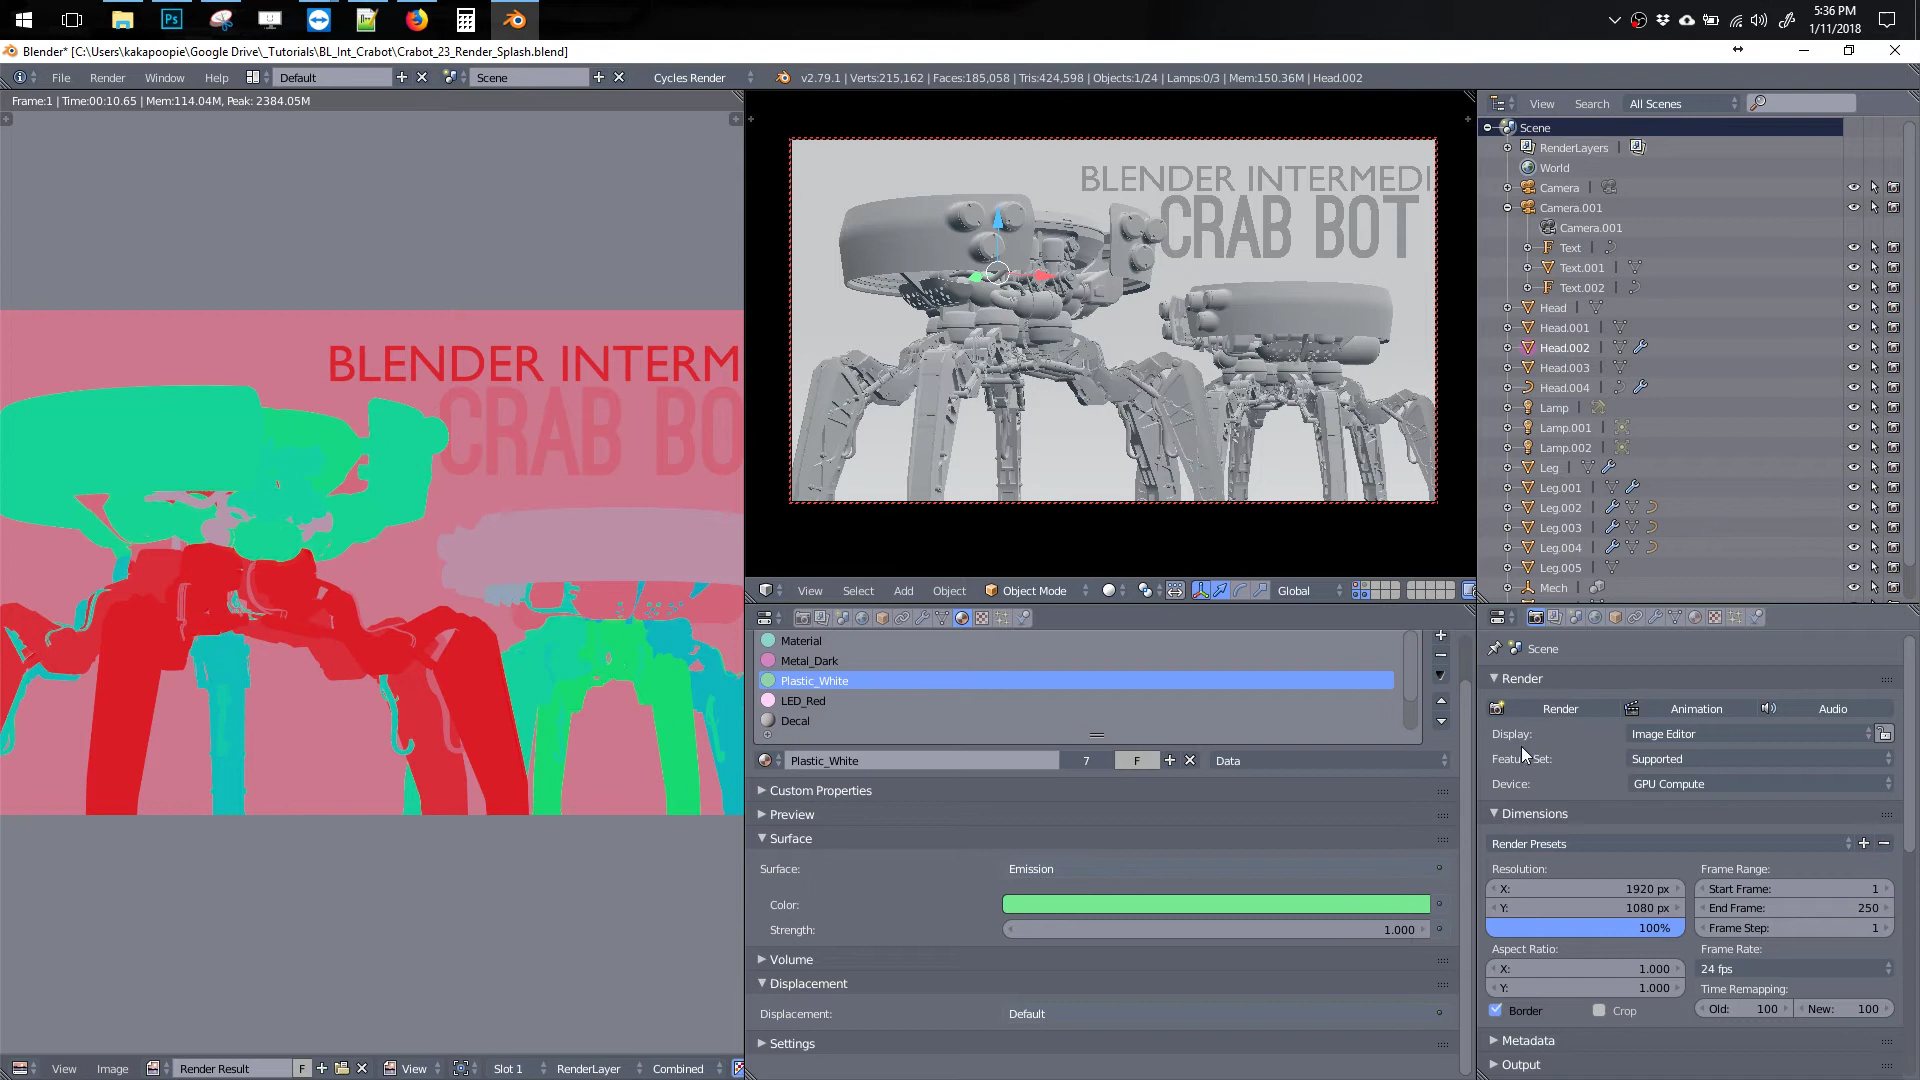 5:36 PM
1/11/2018
Blender* [C:\Users\kakapoopie\Google Drive\_Tutorials\BL_Int_Crabot\Crabot_23_Render_Splash.blend]
File Render Window Help Default Scene Cycles Render v2.79.1 | Verts:215,162 | Faces:185,058 | Tris:424,598 | Objects:1/24 | Lamps:0/3 | Mem:150.36M | Head.002
Frame:1 | Time:00:10.65 | Mem:114.04M, Peak: 2384.05M
BLENDER INTERM
CRAB BO
View Image Render Result F View Slot 1 RenderLayer Combined
BLENDER INTERMEDI
CRAB BOT
View Select Add Object Object Mode Global
Material
Metal_Dark
Plastic_White
LED_Red
Decal
Plastic_White 7 F Data
Custom Properties
Preview
Surface
Surface: Emission
Color:
Strength: 1.000
Volume
Displacement
Displacement: Default
Settings
View Search All Scenes
Scene
RenderLayers |
World
Camera |
Camera.001
Camera.001
Text |
Text.001
Text.002
Head |
Head.001
Head.002
Head.003
Head.004
Lamp |
Lamp.001
Lamp.002
Leg |
Leg.001
Leg.002
Leg.003
Leg.004
Leg.005
Mech |
Scene
Render
Render Animation Audio
Display: Image Editor
Feature Set: Supported
Device: GPU Compute
Dimensions
Render Presets
Resolution: Frame Range:
X: 1920 px Start Frame: 1
Y: 1080 px End Frame: 250
100% Frame Step: 1
Aspect Ratio: Frame Rate:
X: 1.000 24 fps
Y: 1.000 Time Remapping:
Border Crop Old: 100 New: 100
Metadata
Output